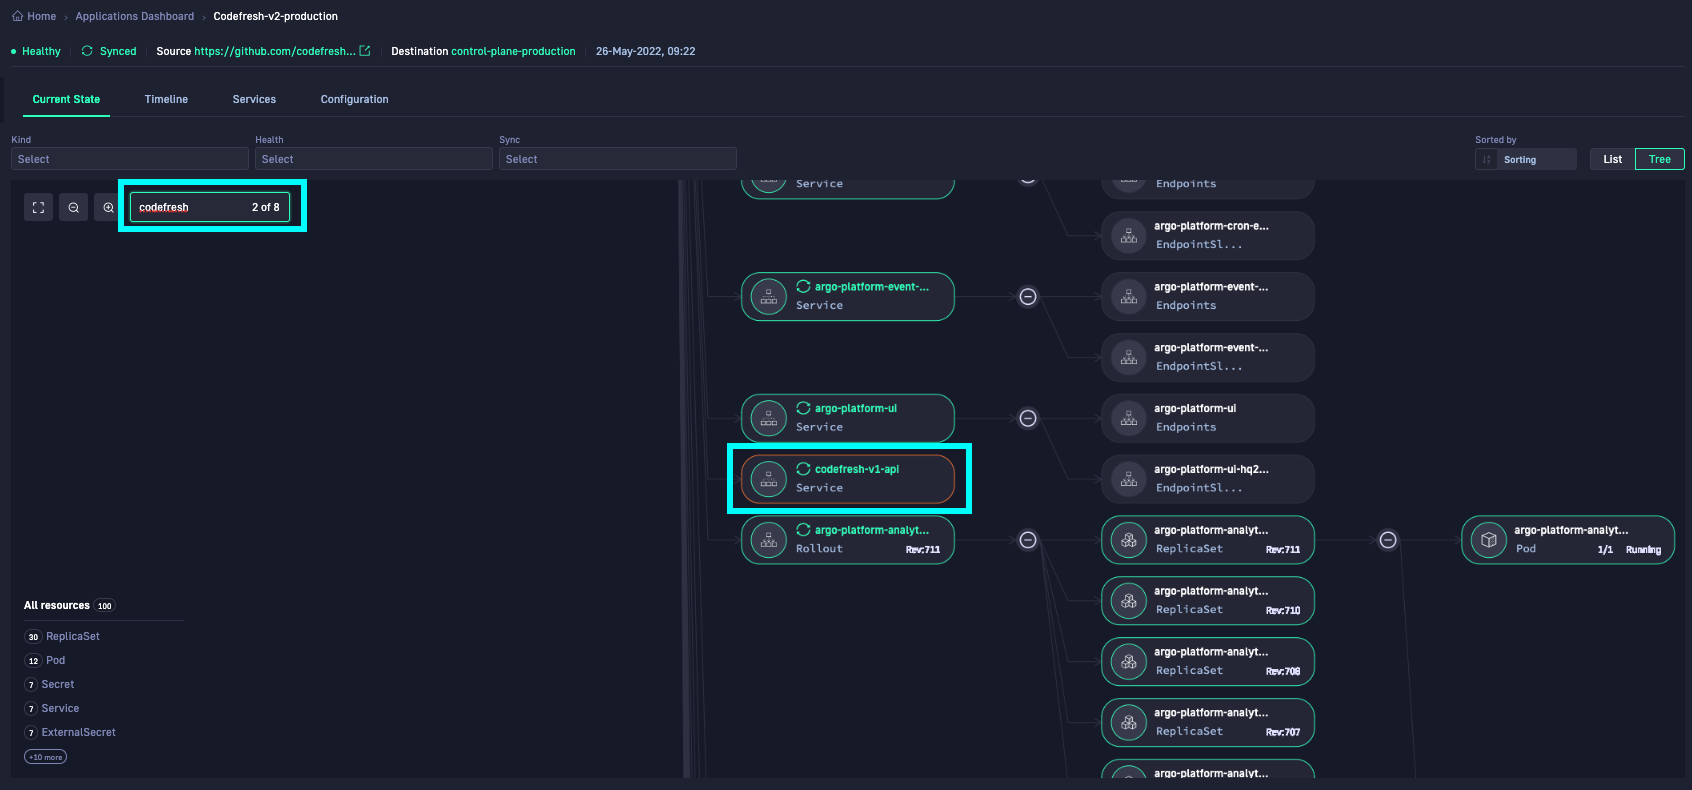 Home › Applications Dashboard › Codefresh-v2-production
Healthy Synced Source https://github.com/codefresh... Destination control-plane-production 26-May-2022, 09:22
Current State Timeline Services Configuration
Kind Health Sync Sorted by
Select Select Select Sorting List Tree
codefresh 2 of 8
Service Endpoints
argo-platform-cron-e...
EndpointSl...
argo-platform-event-... argo-platform-event-...
Service Endpoints
argo-platform-event-...
EndpointSl...
argo-platform-ui argo-platform-ui
Service Endpoints
codefresh-v1-api argo-platform-ui-hq2...
Service EndpointSl...
argo-platform-analyt... argo-platform-analyt... argo-platform-analyt...
Rollout Rev:711 ReplicaSet Rev:711 Pod 1/1 Running
argo-platform-analyt...
ReplicaSet Rev:710
argo-platform-analyt...
ReplicaSet Rev:708
argo-platform-analyt...
ReplicaSet Rev:707
argo-platform-analyt...
All resources 100
30 ReplicaSet
12 Pod
7 Secret
7 Service
7 ExternalSecret
+10 more